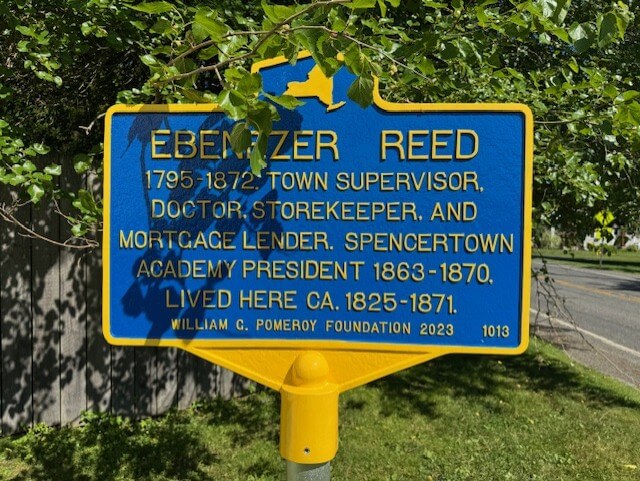 EBENEZER REED
1795-1872. TOWN SUPERVISOR,
DOCTOR, STOREKEEPER, AND
MORTGAGE LENDER. SPENCERTOWN
ACADEMY PRESIDENT 1863-1870.
LIVED HERE CA. 1825-1871.
WILLIAM G. POMEROY FOUNDATION 2023 1013